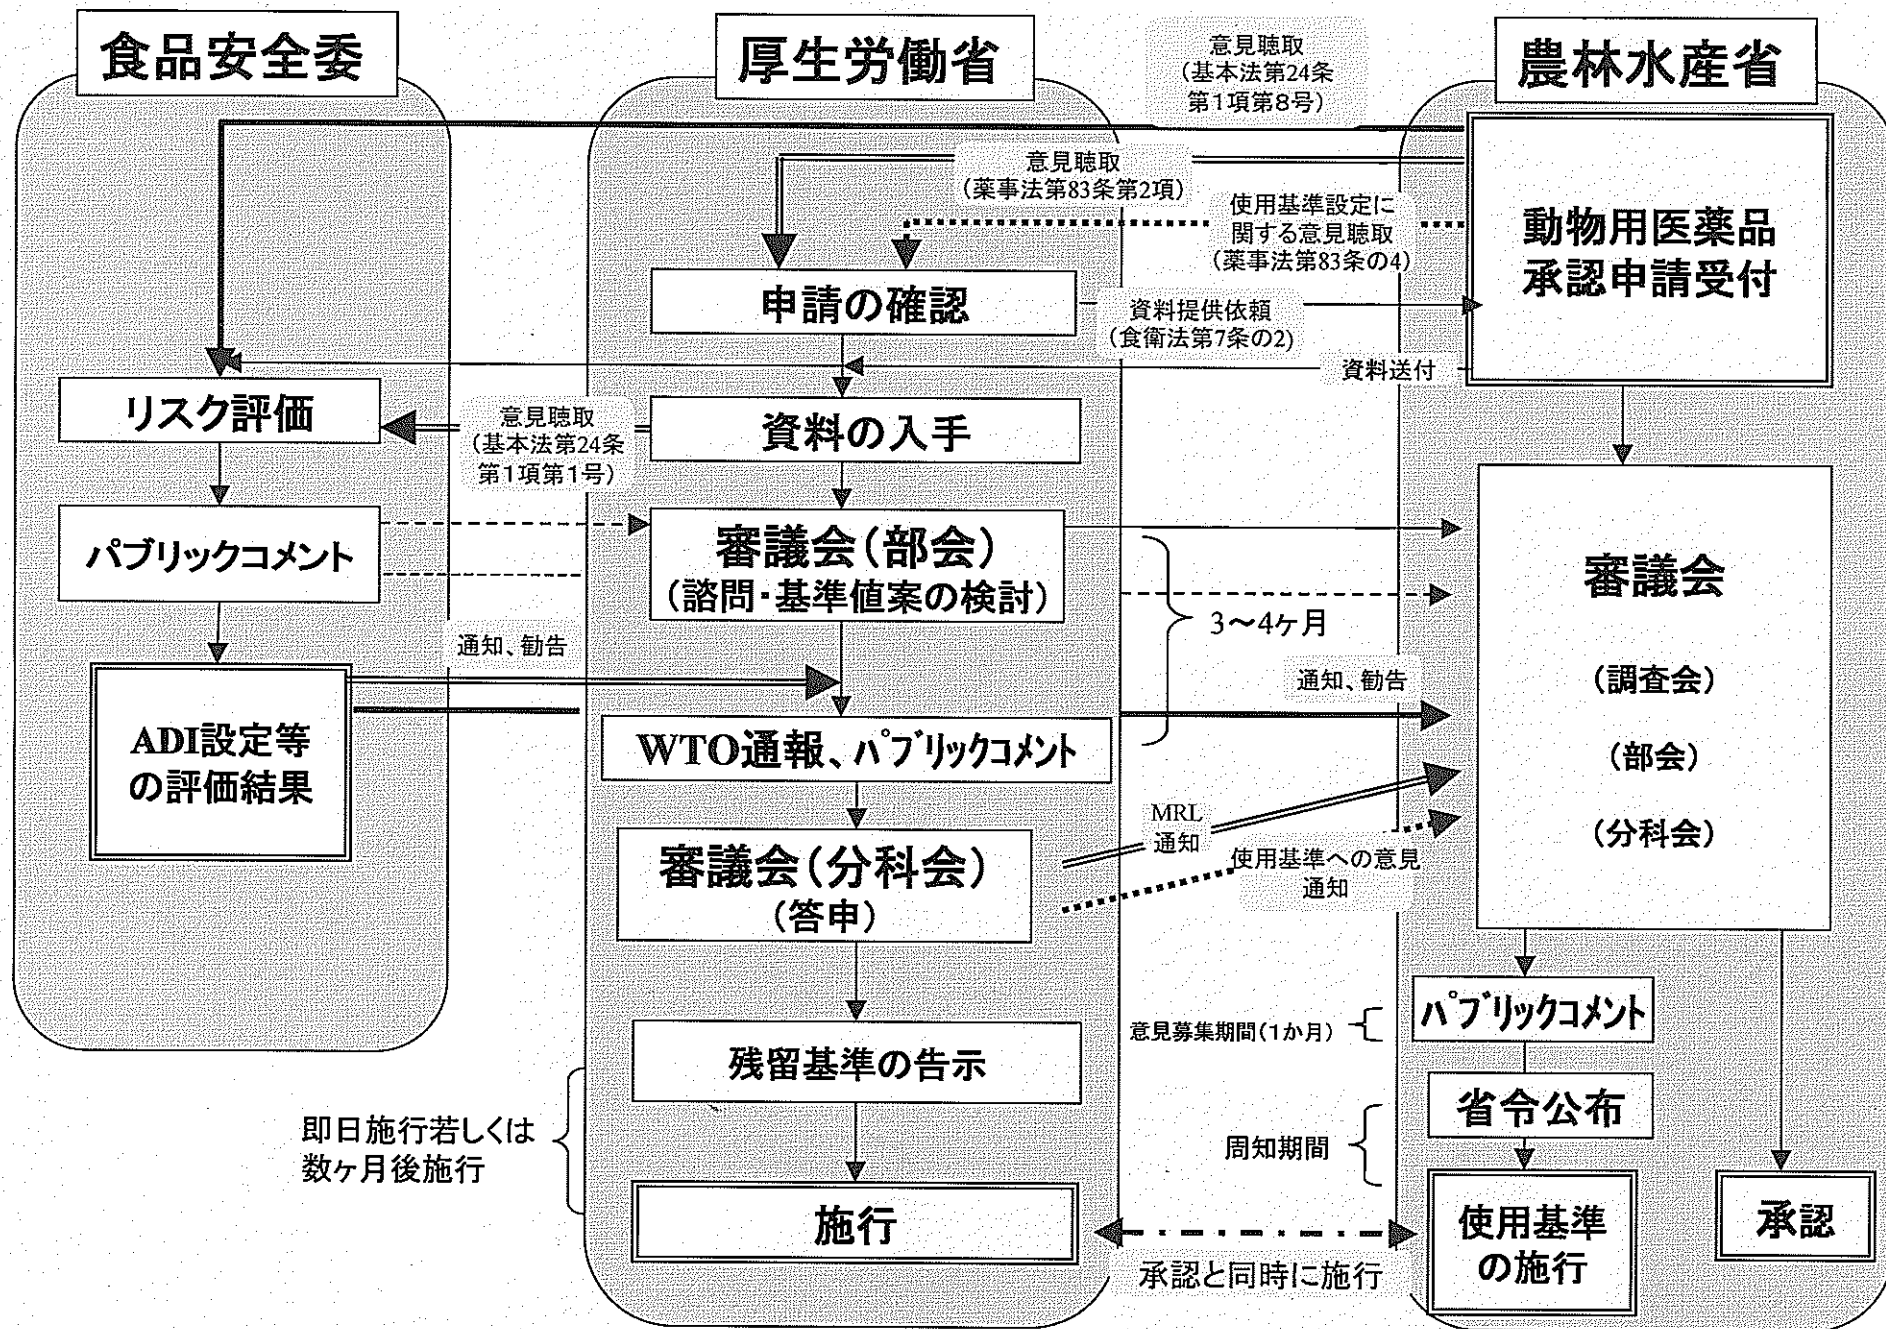 食品安全委
厚生労働省
農林水産省
意見聴取
(基本法第24条
第1項第8号)
意見聴取
(薬事法第83条第2項)
使用基準設定に
関する意見聴取
(薬事法第83条の4)
動物用医薬品
承認申請受付
申請の確認
資料提供依頼
(食衛法第7条の2)
資料送付
リスク評価
意見聴取
(基本法第24条
第1項第1号)
資料の入手
パブリックコメント
審議会(部会)
(諮問・基準値案の検討)
3〜4ヶ月
審議会
(調査会)
(部会)
(分科会)
通知、勧告
通知、勧告
ADI設定等
の評価結果
WTO通報、パブリックコメント
MRL
通知
使用基準への意見
通知
審議会(分科会)
(答申)
パブリックコメント
意見募集期間(1か月)
残留基準の告示
省令公布
即日施行若しくは
数ヶ月後施行
周知期間
施行
使用基準
の施行
承認
承認と同時に施行